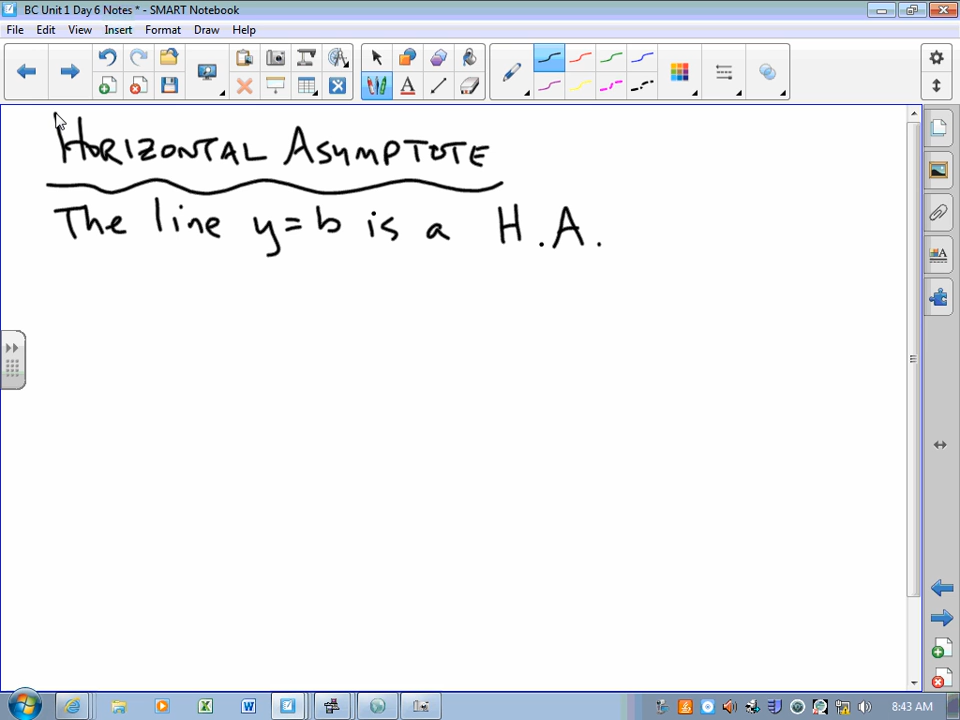 BC Unit 1 Day 6 Notes * - SMART Notebook
File Edit View Insert Format Draw Help
HORIZONTAL ASYMPTOTE
The line y=b is a H.A.
8:43 AM